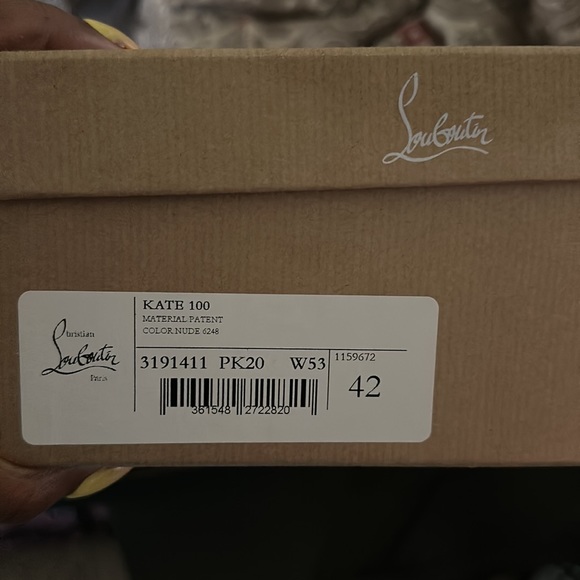 Louboutin
Christian
Louboutin
Paris
KATE 100
MATERIAL:PATENT
COLOR:NUDE 6248
3191411 PK20 W53
1159672
42
361548 2722820